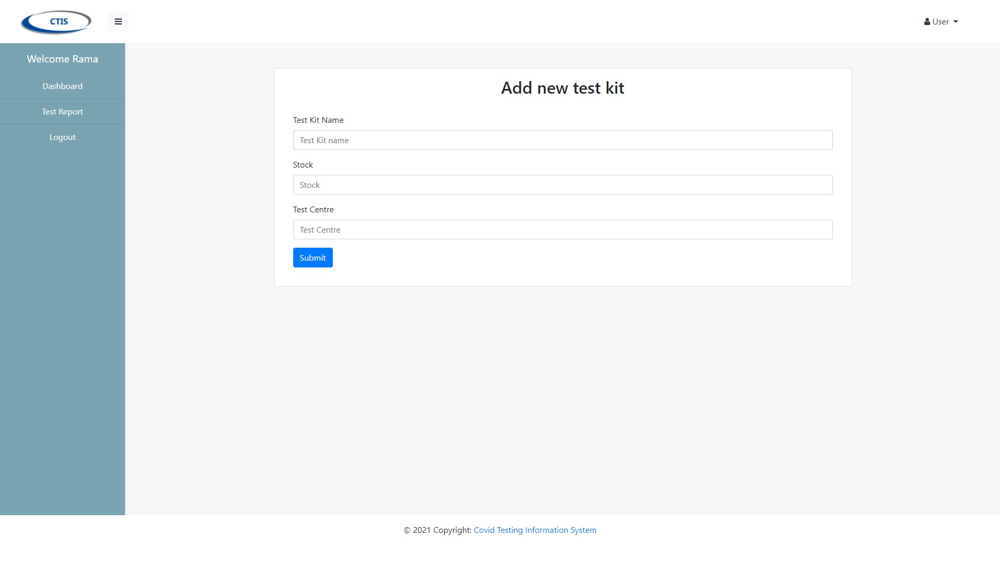 CTIS
User
Welcome Rama
Dashboard
Test Report
Logout
Add new test kit
Test Kit Name
Test Kit name
Stock
Stock
Test Centre
Test Centre
Submit
© 2021 Copyright: Covid Testing Information System